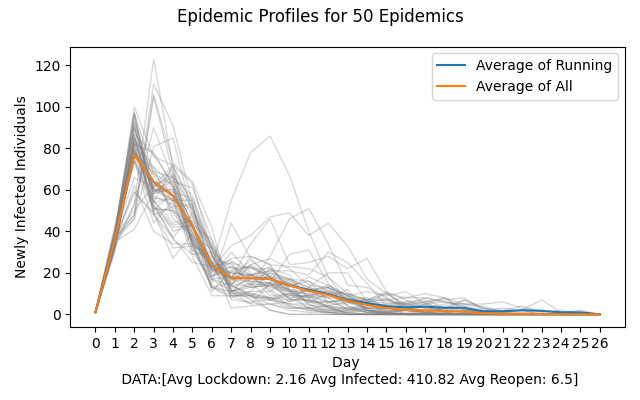 Epidemic Profiles for 50 Epidemics
Average of Running
Average of All
Newly Infected Individuals
120
100
80
60
40
20
0
0 1 2 3 4 5 6 7 8 9 10 11 12 13 14 15 16 17 18 19 20 21 22 23 24 25 26
Day
DATA:[Avg Lockdown: 2.16 Avg Infected: 410.82 Avg Reopen: 6.5]